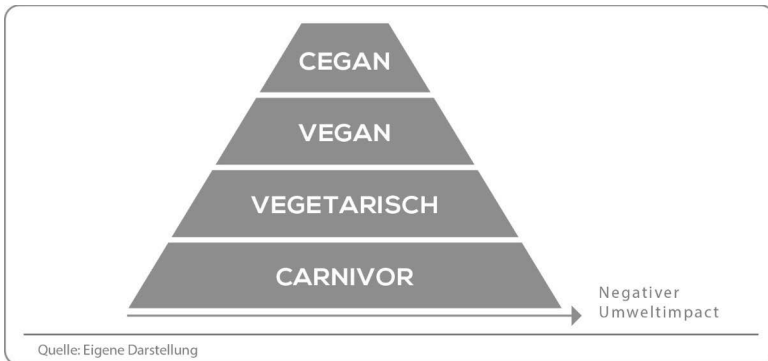 CEGAN
VEGAN
VEGETARISCH
CARNIVOR
Negativer
Umweltimpact
Quelle: Eigene Darstellung